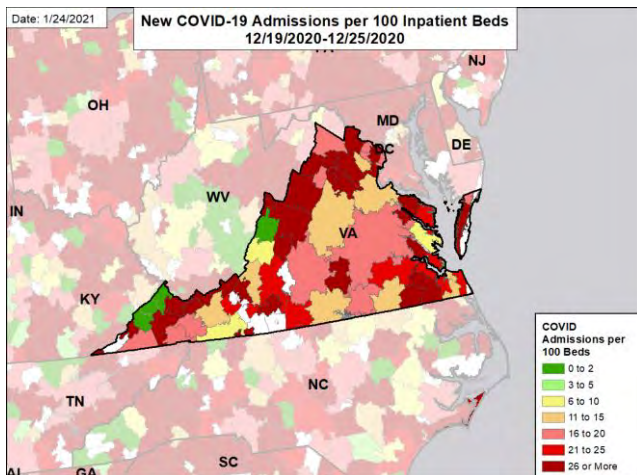 Date: 1/24/2021
New COVID-19 Admissions per 100 Inpatient Beds
12/19/2020-12/25/2020
NJ
OH
MD
DC
DE
WV
IN
VA
KY
TN
NC
SC
GA
COVID
Admissions per
100 Beds
0 to 2
3 to 5
6 to 10
11 to 15
16 to 20
21 to 25
26 or More